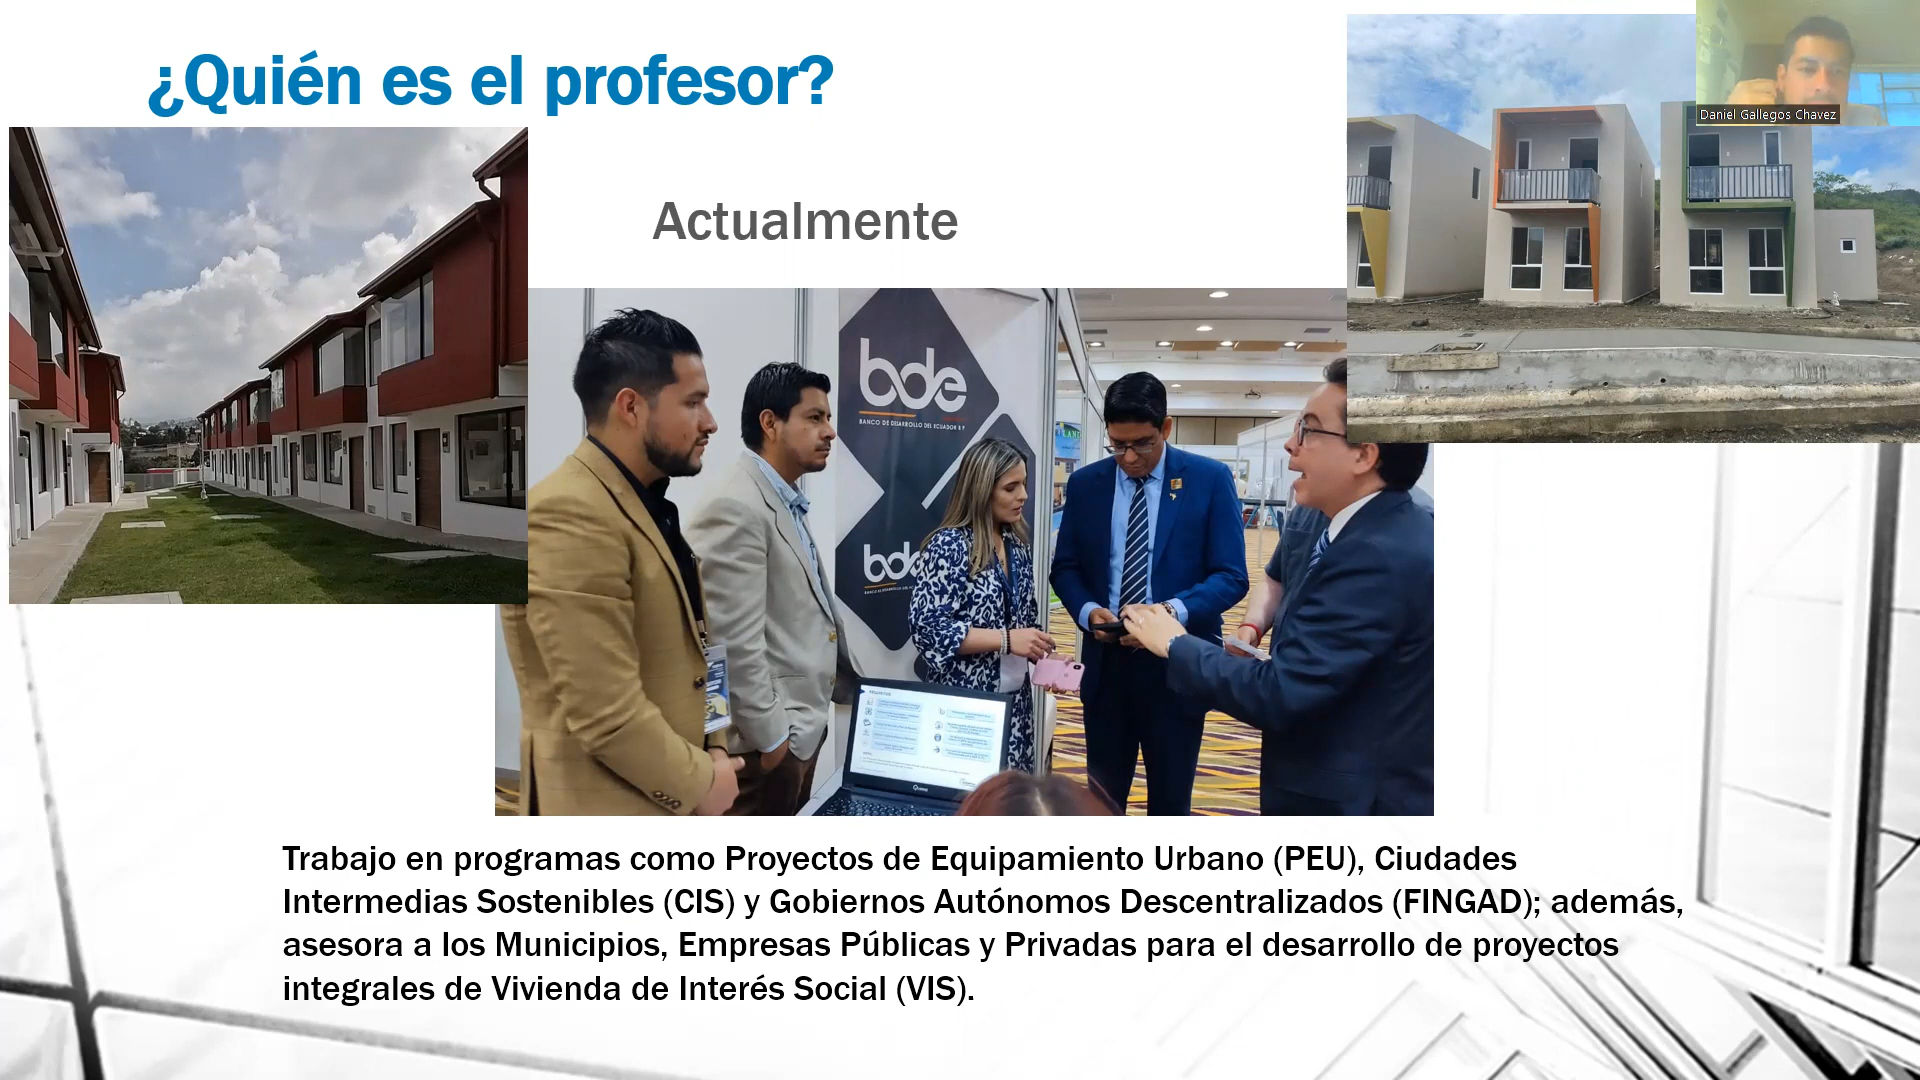 ¿Quién es el profesor?
Daniel Gallegos Chavez
Actualmente
bde
BANCO DE DESARROLLO DEL ECUADOR B.P.
bde
Trabajo en programas como Proyectos de Equipamiento Urbano (PEU), Ciudades
Intermedias Sostenibles (CIS) y Gobiernos Autónomos Descentralizados (FINGAD); además,
asesora a los Municipios, Empresas Públicas y Privadas para el desarrollo de proyectos
integrales de Vivienda de Interés Social (VIS).